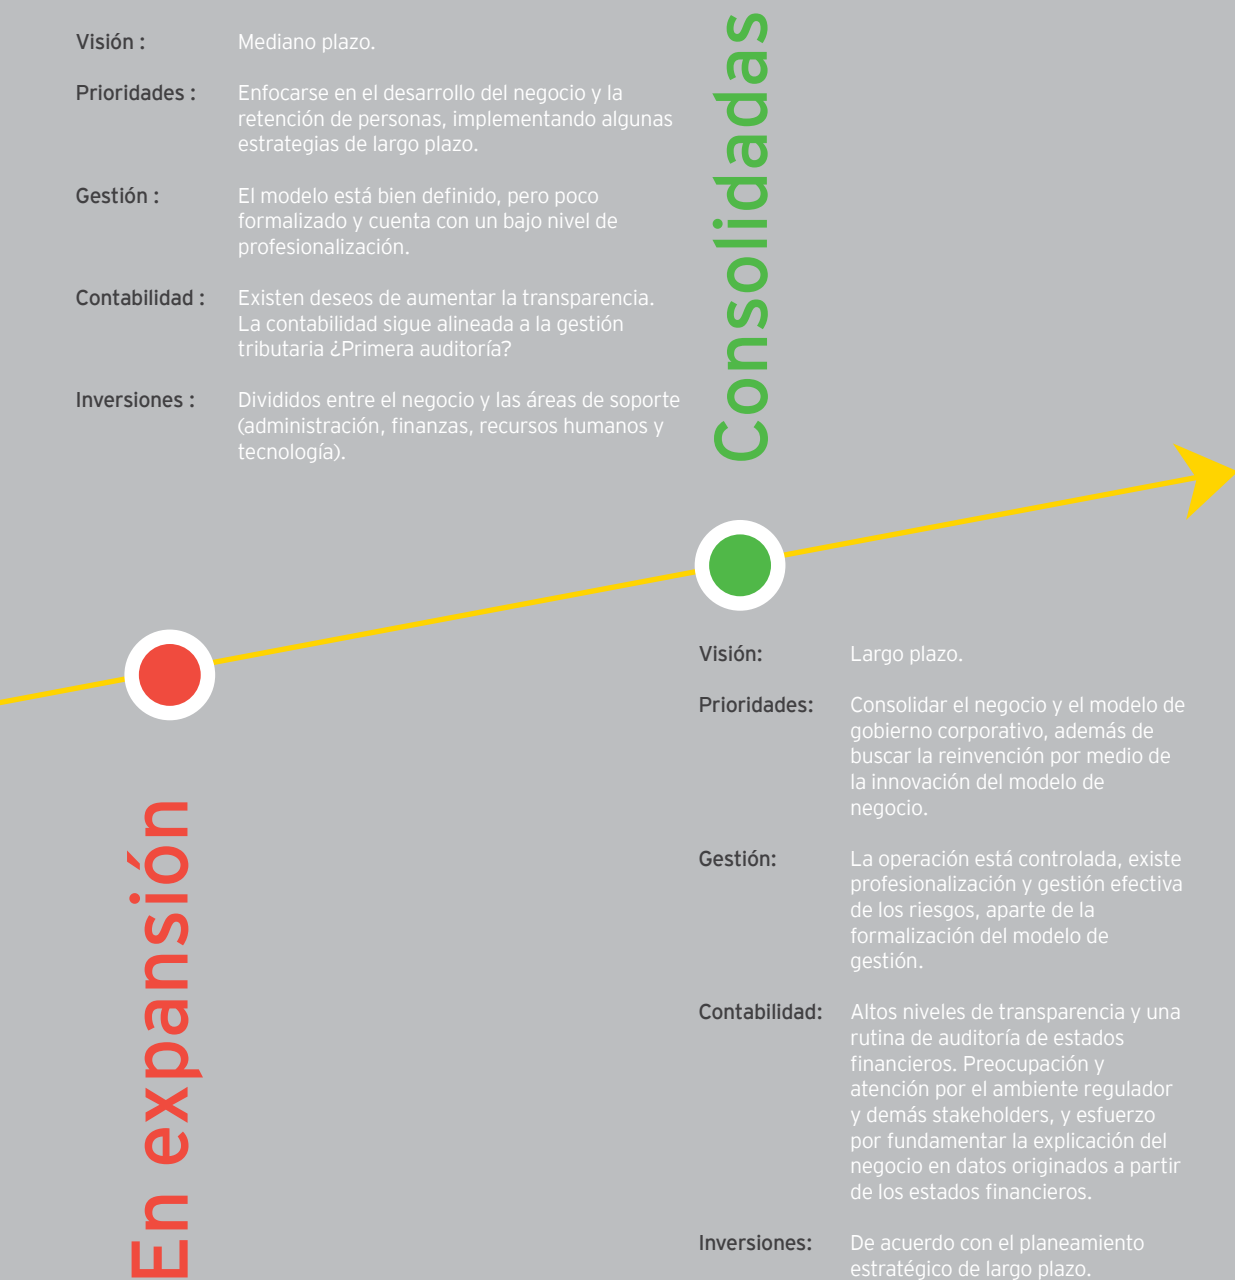 Visión : Mediano plazo.
Prioridades : Enfocarse en el desarrollo del negocio y la
retención de personas, implementando algunas
estrategias de largo plazo.
Gestión : El modelo está bien definido, pero poco
formalizado y cuenta con un bajo nivel de
profesionalización.
Contabilidad : Existen deseos de aumentar la transparencia.
La contabilidad sigue alineada a la gestión
tributaria ¿Primera auditoría?
Inversiones : Divididos entre el negocio y las áreas de soporte
(administración, finanzas, recursos humanos y
tecnología).
En expansión
Consolidadas
Visión: Largo plazo.
Prioridades: Consolidar el negocio y el modelo de
gobierno corporativo, además de
buscar la reinvención por medio de
la innovación del modelo de
negocio.
Gestión: La operación está controlada, existe
profesionalización y gestión efectiva
de los riesgos, aparte de la
formalización del modelo de
gestión.
Contabilidad: Altos niveles de transparencia y una
rutina de auditoría de estados
financieros. Preocupación y
atención por el ambiente regulador
y demás stakeholders, y esfuerzo
por fundamentar la explicación del
negocio en datos originados a partir
de los estados financieros.
Inversiones: De acuerdo con el planeamiento
estratégico de largo plazo.